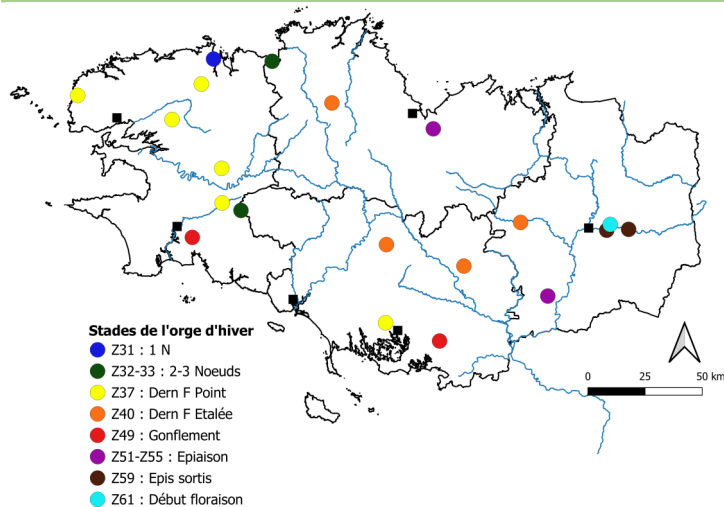 Stades de l'orge d'hiver
Z31 : 1 N
Z32-33 : 2-3 Noeuds
Z37 : Dern F Point
Z40 : Dern F Etalée
Z49 : Gonflement
Z51-Z55 : Epiaison
Z59 : Epis sortis
Z61 : Début floraison
0 25 50 km